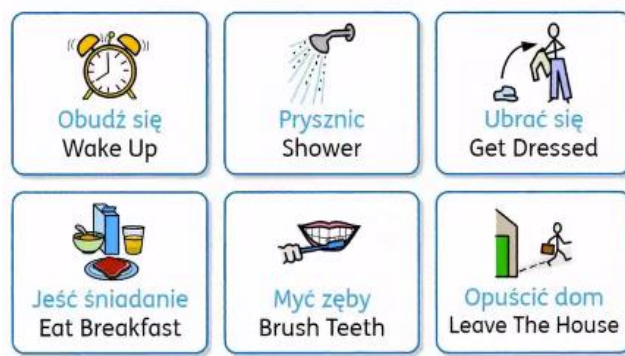 Obudź się
Wake Up
Prysznic
Shower
Ubrać się
Get Dressed
Jeść śniadanie
Eat Breakfast
Myć zęby
Brush Teeth
Opuścić dom
Leave The House